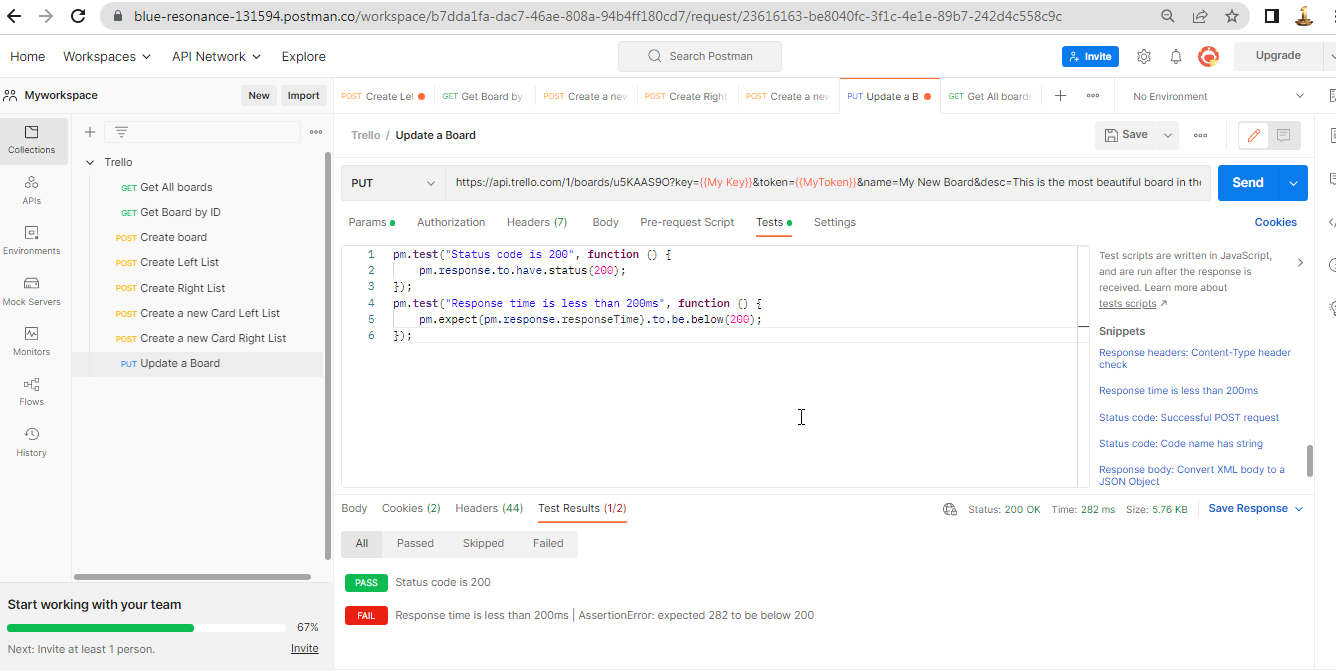 blue-resonance-131594.postman.co/workspace/b7dda1fa-dac7-46ae-808a-94b4ff180cd7/request/23616163-be8040fc-3f1c-4e1e-89b7-242d4c558c9c
Home Workspaces API Network Explore Search Postman Invite Upgrade
Myworkspace New Import
POST Create Lef GET Get Board by POST Create a new POST Create Right POST Create a new PUT Update a B GET Get All boards No Environment
Trello / Update a Board Save
Collections
APIs
Environments
Mock Servers
Monitors
Flows
History
Trello
GET Get All boards
GET Get Board by ID
POST Create board
POST Create Left List
POST Create Right List
POST Create a new Card Left List
POST Create a new Card Right List
PUT Update a Board
PUT https://api.trello.com/1/boards/u5KAAS9O?key={{My Key}}&token={{MyToken}}&name=My New Board&desc=This is the most beautiful board in the Send
Params Authorization Headers (7) Body Pre-request Script Tests Settings Cookies
1 pm.test("Status code is 200", function () {
2 pm.response.to.have.status(200);
3 });
4 pm.test("Response time is less than 200ms", function () {
5 pm.expect(pm.response.responseTime).to.be.below(200);
6 });
Test scripts are written in JavaScript,
and are run after the response is
received. Learn more about
tests scripts
Snippets
Response headers: Content-Type header
check
Response time is less than 200ms
Status code: Successful POST request
Status code: Code name has string
Response body: Convert XML body to a
JSON Object
Body Cookies (2) Headers (44) Test Results (1/2) Status: 200 OK Time: 282 ms Size: 5.76 KB Save Response
All Passed Skipped Failed
PASS Status code is 200
FAIL Response time is less than 200ms | AssertionError: expected 282 to be below 200
Start working with your team
67%
Next: Invite at least 1 person. Invite